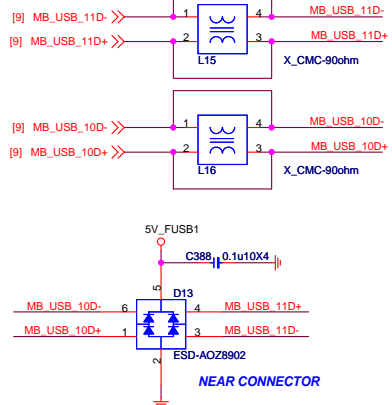 [9] MB_USB_11D- 1 4 MB_USB_11D-
[9] MB_USB_11D+ 2 3 MB_USB_11D+
L15 X_CMC-90ohm
[9] MB_USB_10D- 1 4 MB_USB_10D-
[9] MB_USB_10D+ 2 3 MB_USB_10D+
L16 X_CMC-90ohm
5V_FUSB1
C388 0.1u10X4
5 D13
MB_USB_10D- 6 4 MB_USB_11D+
MB_USB_10D+ 1 3 MB_USB_11D-
2 ESD-AOZ8902
NEAR CONNECTOR